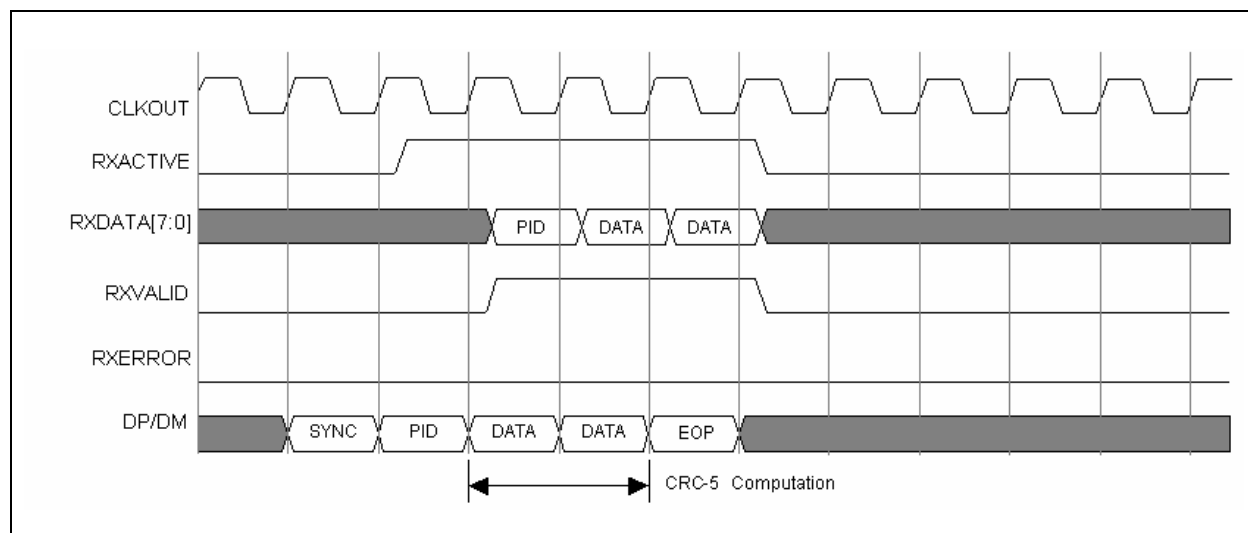 CLKOUT
RXACTIVE
RXDATA[7:0] PID DATA DATA
RXVALID
RXERROR
DP/DM SYNC PID DATA DATA EOP
CRC-5 Computation